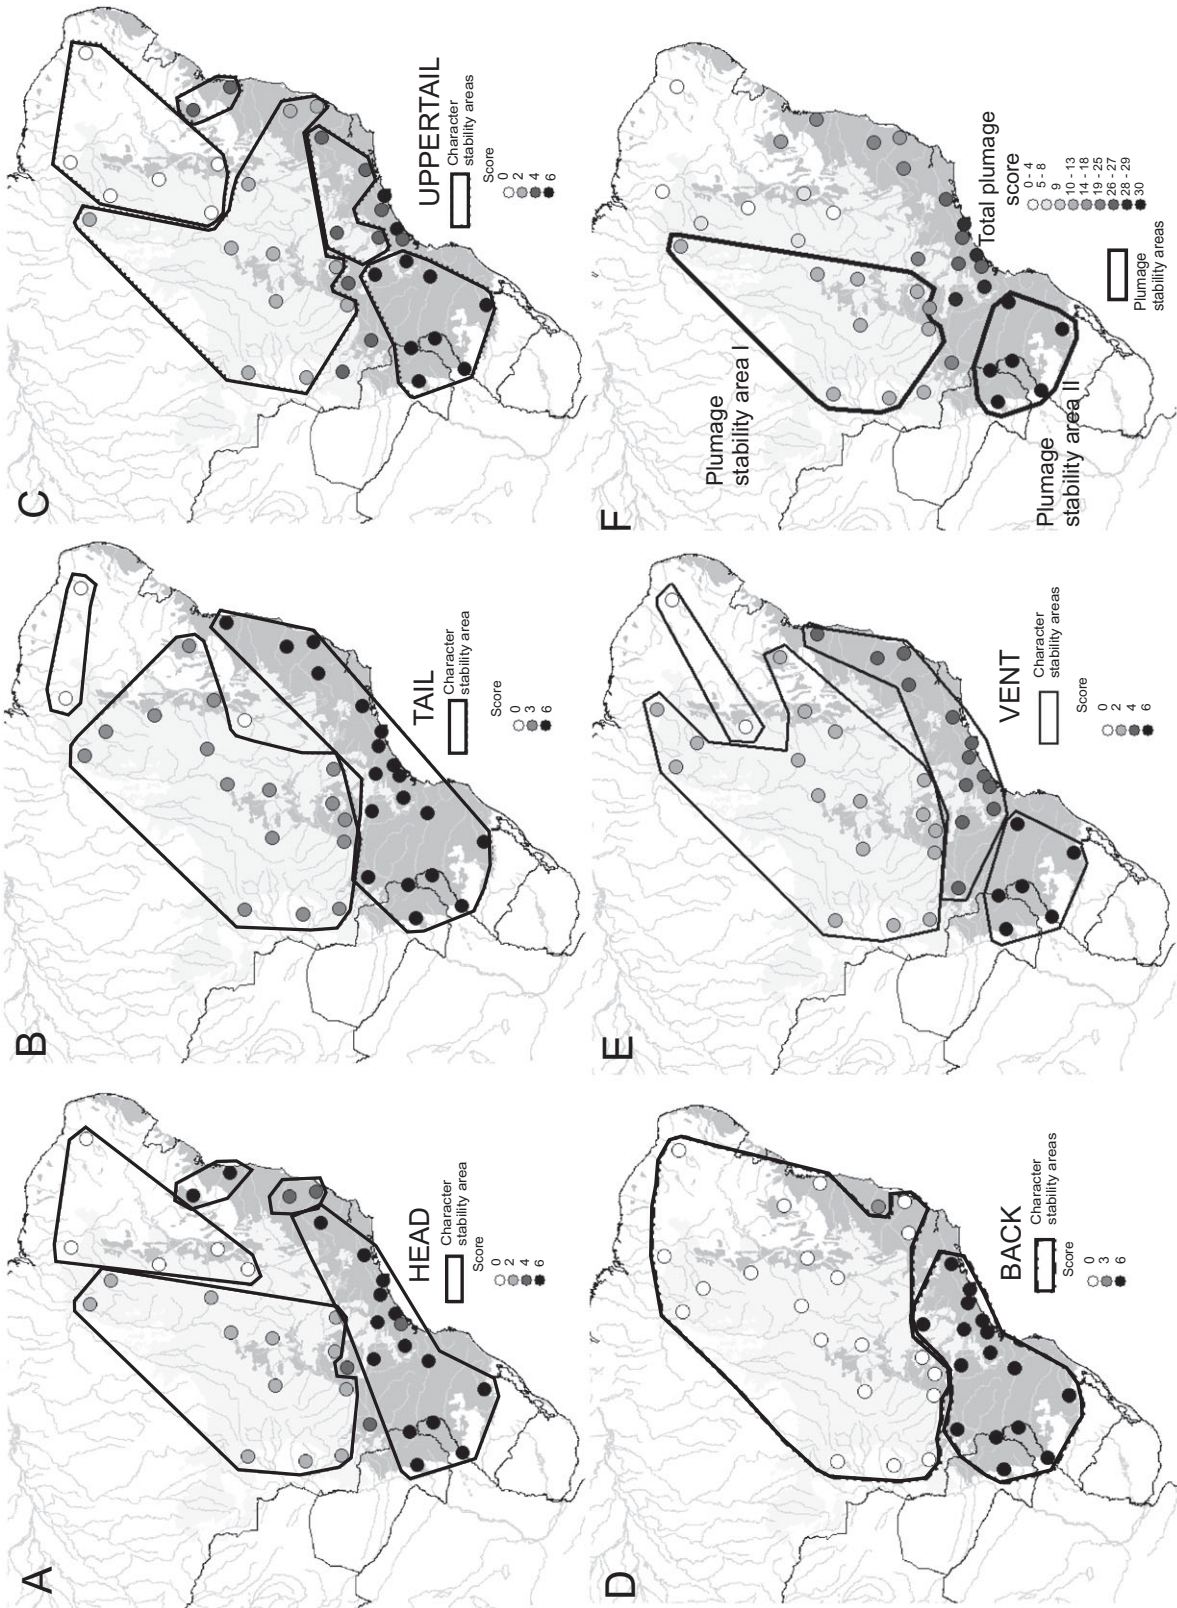 A
HEAD
Character
stability area
Score
0
2
4
6
B
TAIL
Character
stability area
Score
0
3
6
C
UPPERTAIL
Character
stability areas
Score
0
2
4
6
D
BACK
Character
stability areas
Score
0
3
6
E
VENT
Character
stability areas
Score
0
2
4
6
F
Plumage
stability area I
Plumage
stability area II
Total plumage
score
0 - 4
5 - 8
9
10 - 13
14 - 18
19 - 25
26 - 27
28 - 29
30
Plumage
stability areas